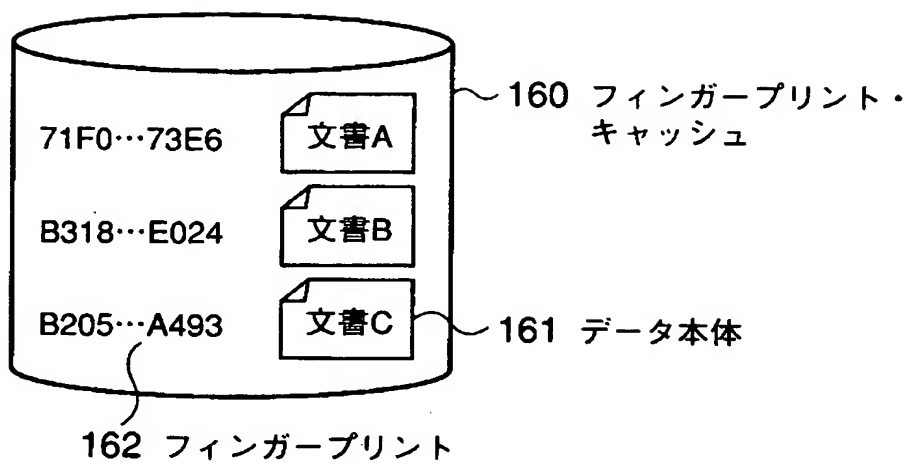 160 フィンガープリント・
キャッシュ
71F0…73E6 文書A
B318…E024 文書B
B205…A493 文書C
161 データ本体
162 フィンガープリント